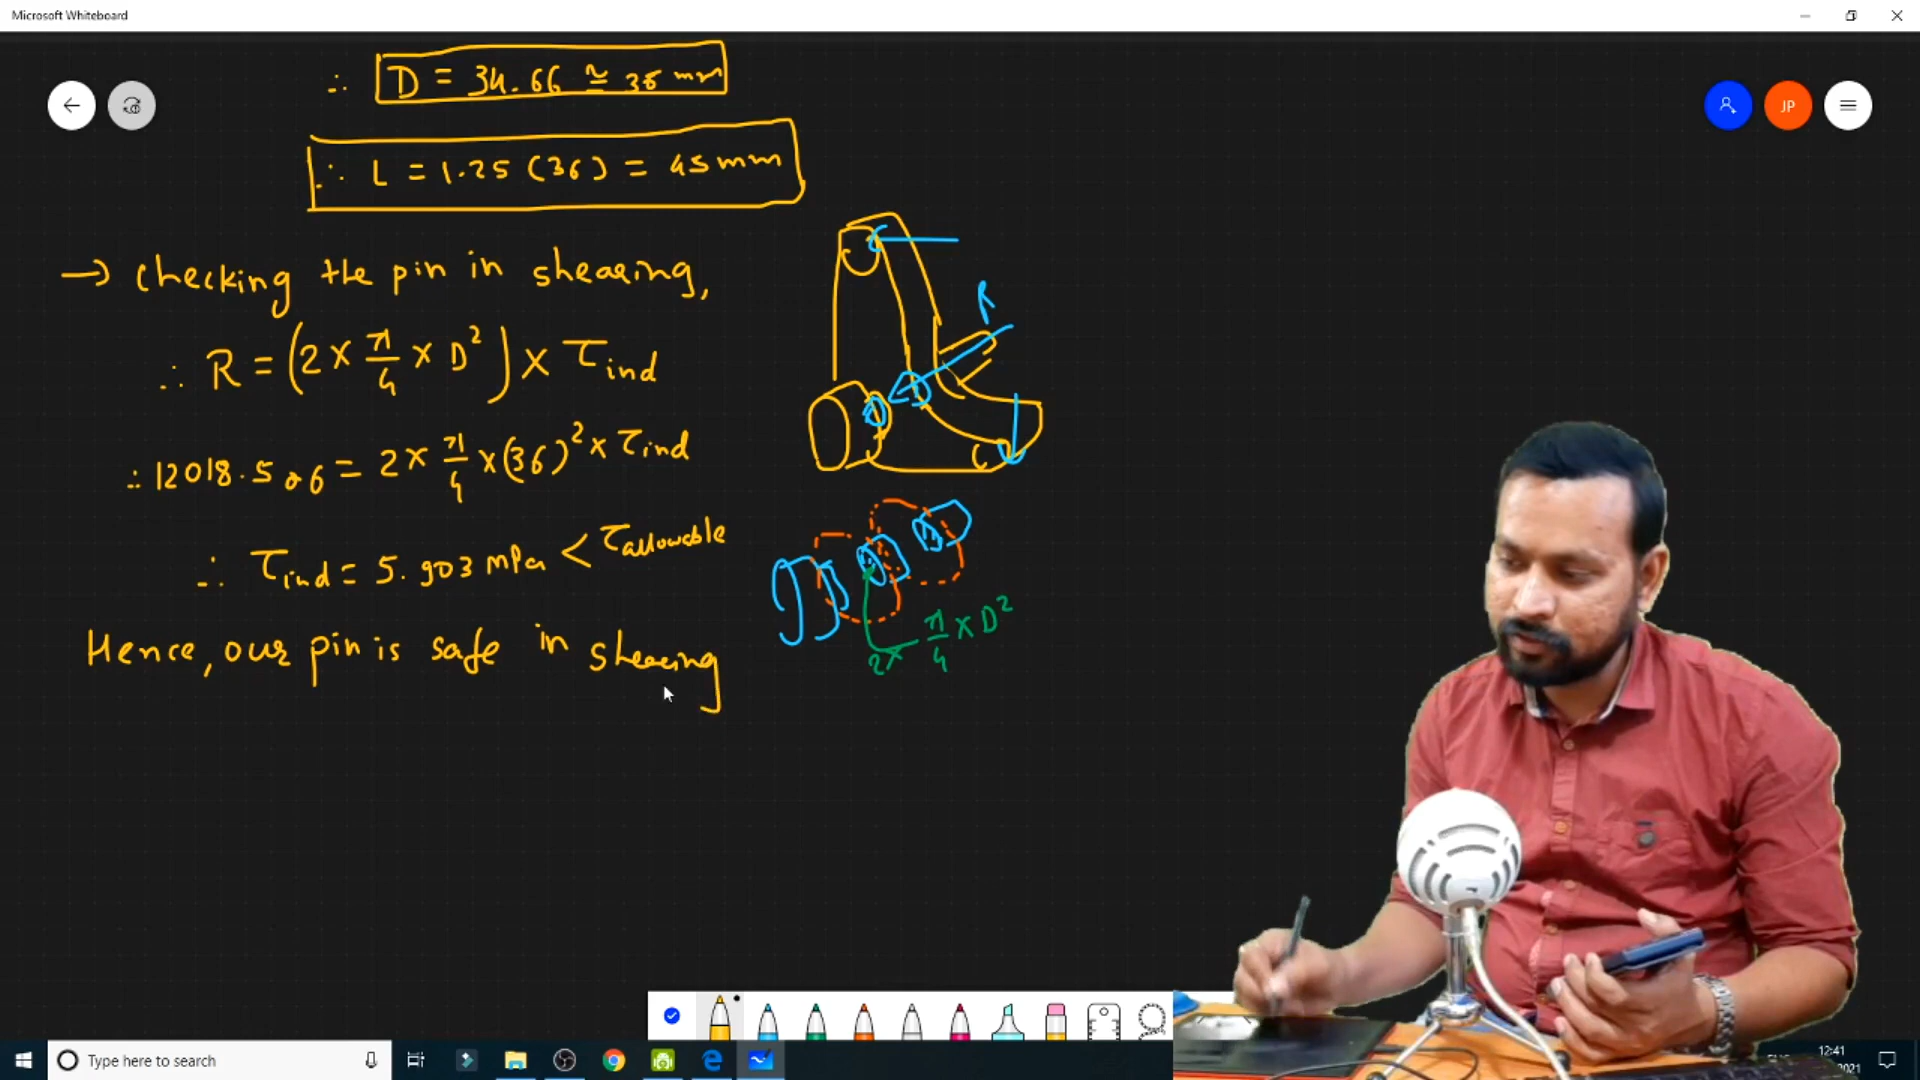 Microsoft Whiteboard
∴ D = 34.66 ≅ 36 mm
∴ L = 1.25 (36) = 45 mm
JP
→ Checking the pin in shearing,
∴ R = (2 × π/4 × D²) × τind
∴ 12018.506 = 2 × π/4 × (36)² × τind
∴ τind = 5.903 mPa < τallowable
Hence, our pin is safe in shearing
R
2 × π/4 × D²
Type here to search
12:41
2021